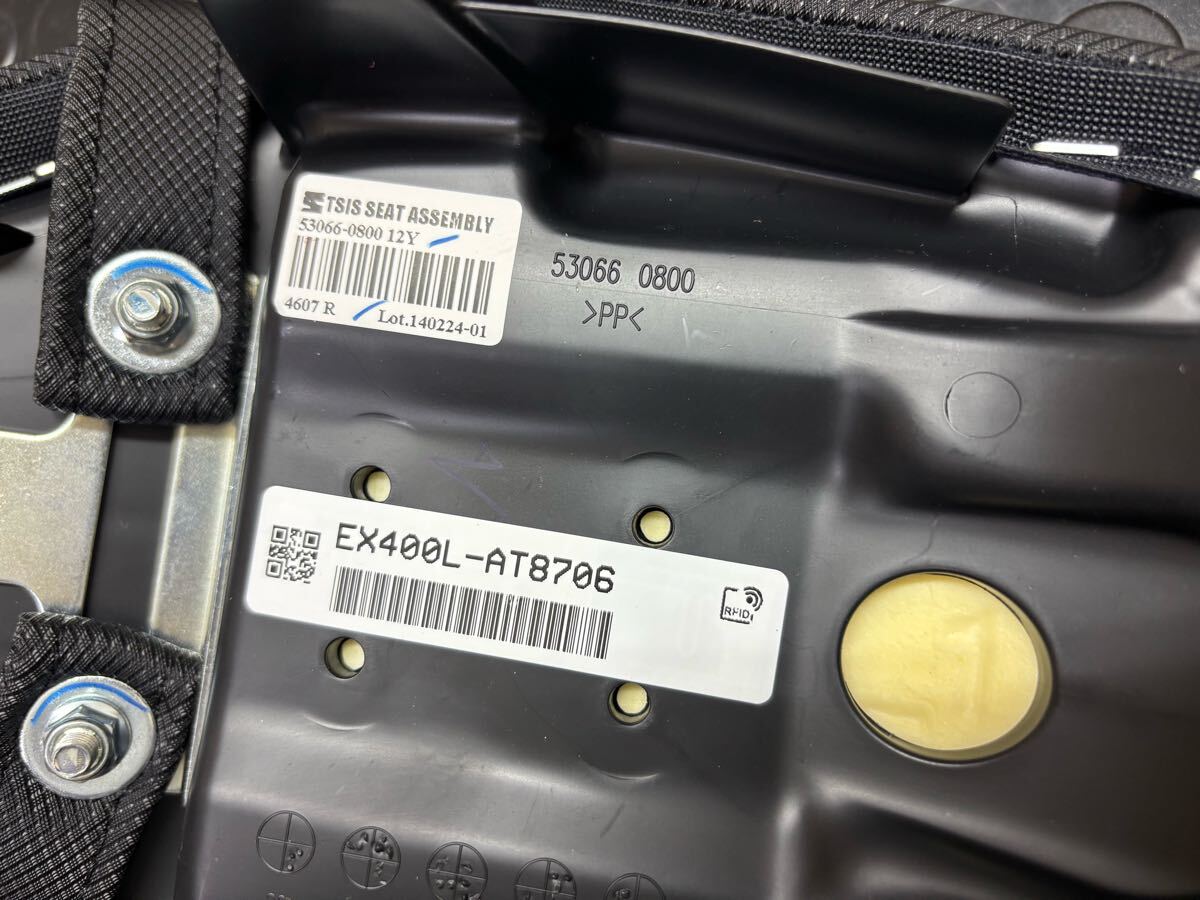 TSIS SEAT ASSEMBLY
53066-0800 12Y
4607 R Lot.140224-01
53066 0800
>PP<
EX400L-AT8706
RFID